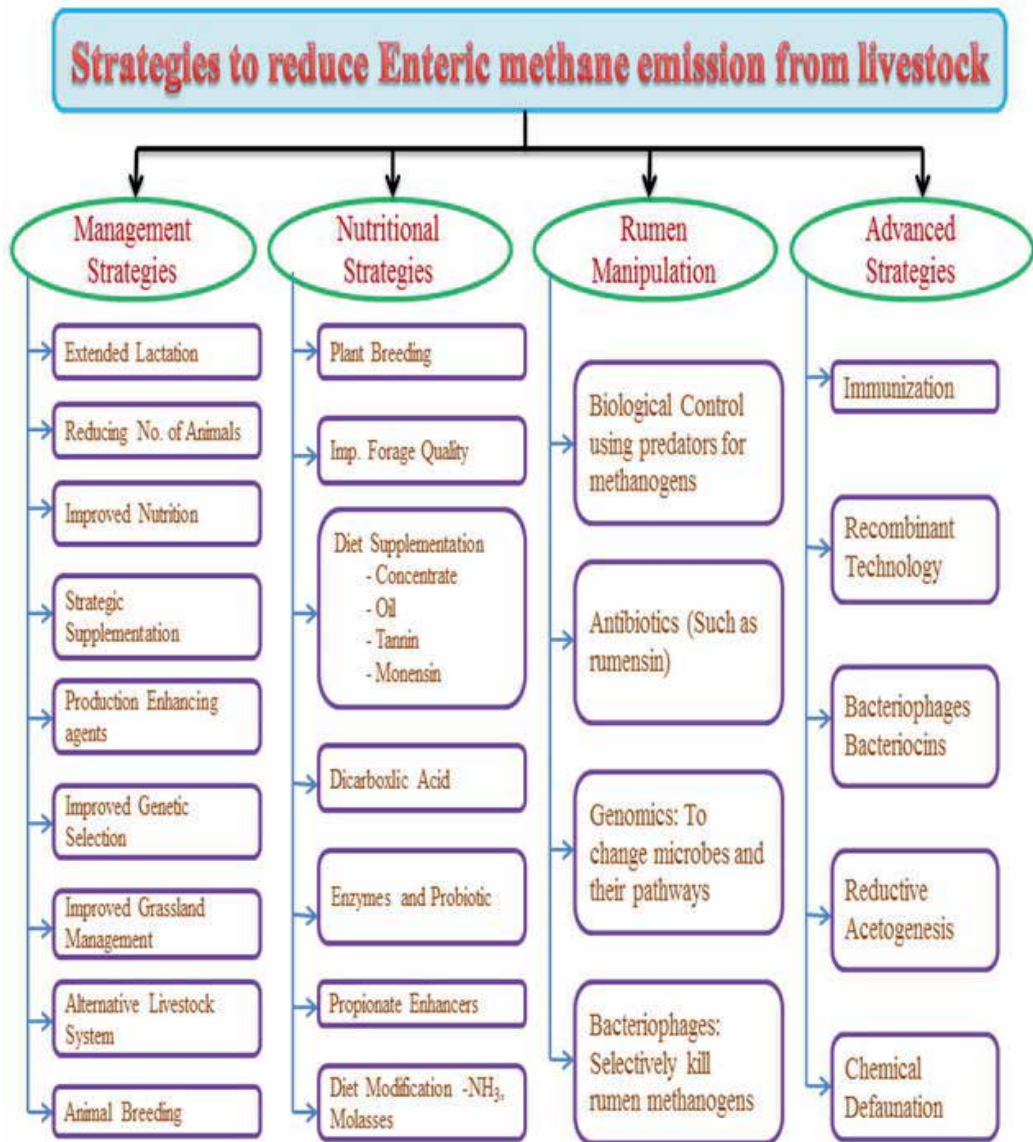 Strategies to reduce Enteric methane emission from livestock
Management
Strategies
Extended Lactation
Reducing No. of Animals
Improved Nutrition
Strategic
Supplementation
Production Enhancing
agents
Improved Genetic
Selection
Improved Grassland
Management
Alternative Livestock
System
Animal Breeding
Nutritional
Strategies
Plant Breeding
Imp. Forage Quality
Diet Supplementation
- Concentrate
- Oil
- Tannin
- Monensin
Dicarboxlic Acid
Enzymes and Probiotic
Propionate Enhancers
Diet Modification -NH₃,
Molasses
Rumen
Manipulation
Biological Control
using predators for
methanogens
Antibiotics (Such as
rumensin)
Genomics: To
change microbes and
their pathways
Bacteriophages:
Selectively kill
rumen methanogens
Advanced
Strategies
Immunization
Recombinant
Technology
Bacteriophages
Bacteriocins
Reductive
Acetogenesis
Chemical
Defaunation